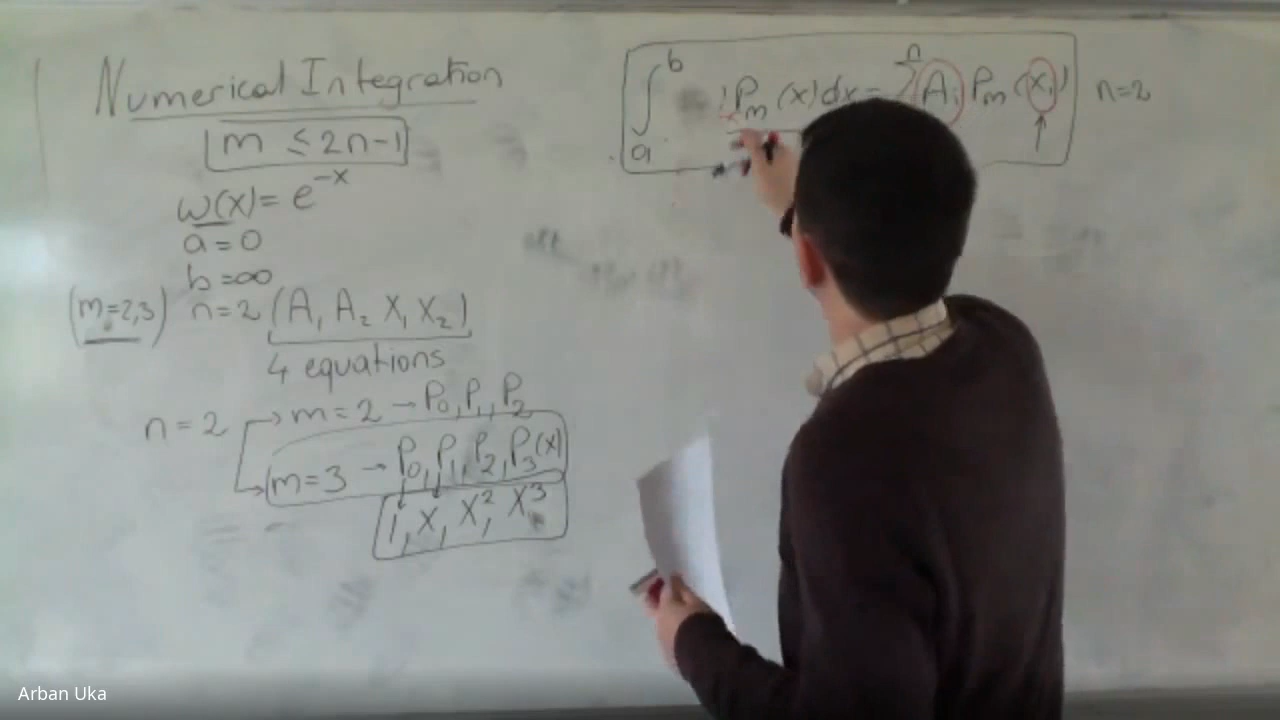 Numerical Integration
m ≤ 2n-1
w(x) = e^{-x}
a = 0
b = ∞
(m=2,3) n=2 (A₁ A₂ X₁ X₂)
4 equations
n = 2 → m = 2 → P₀, P₁, P₂
→ m = 3 → P₀, P₁, P₂, P₃(x)
1, x, x², x³
∫ₐᵇ Pₘ(x)dx = ∑ⁿ Aᵢ Pₘ(xᵢ) n=2
Arban Uka